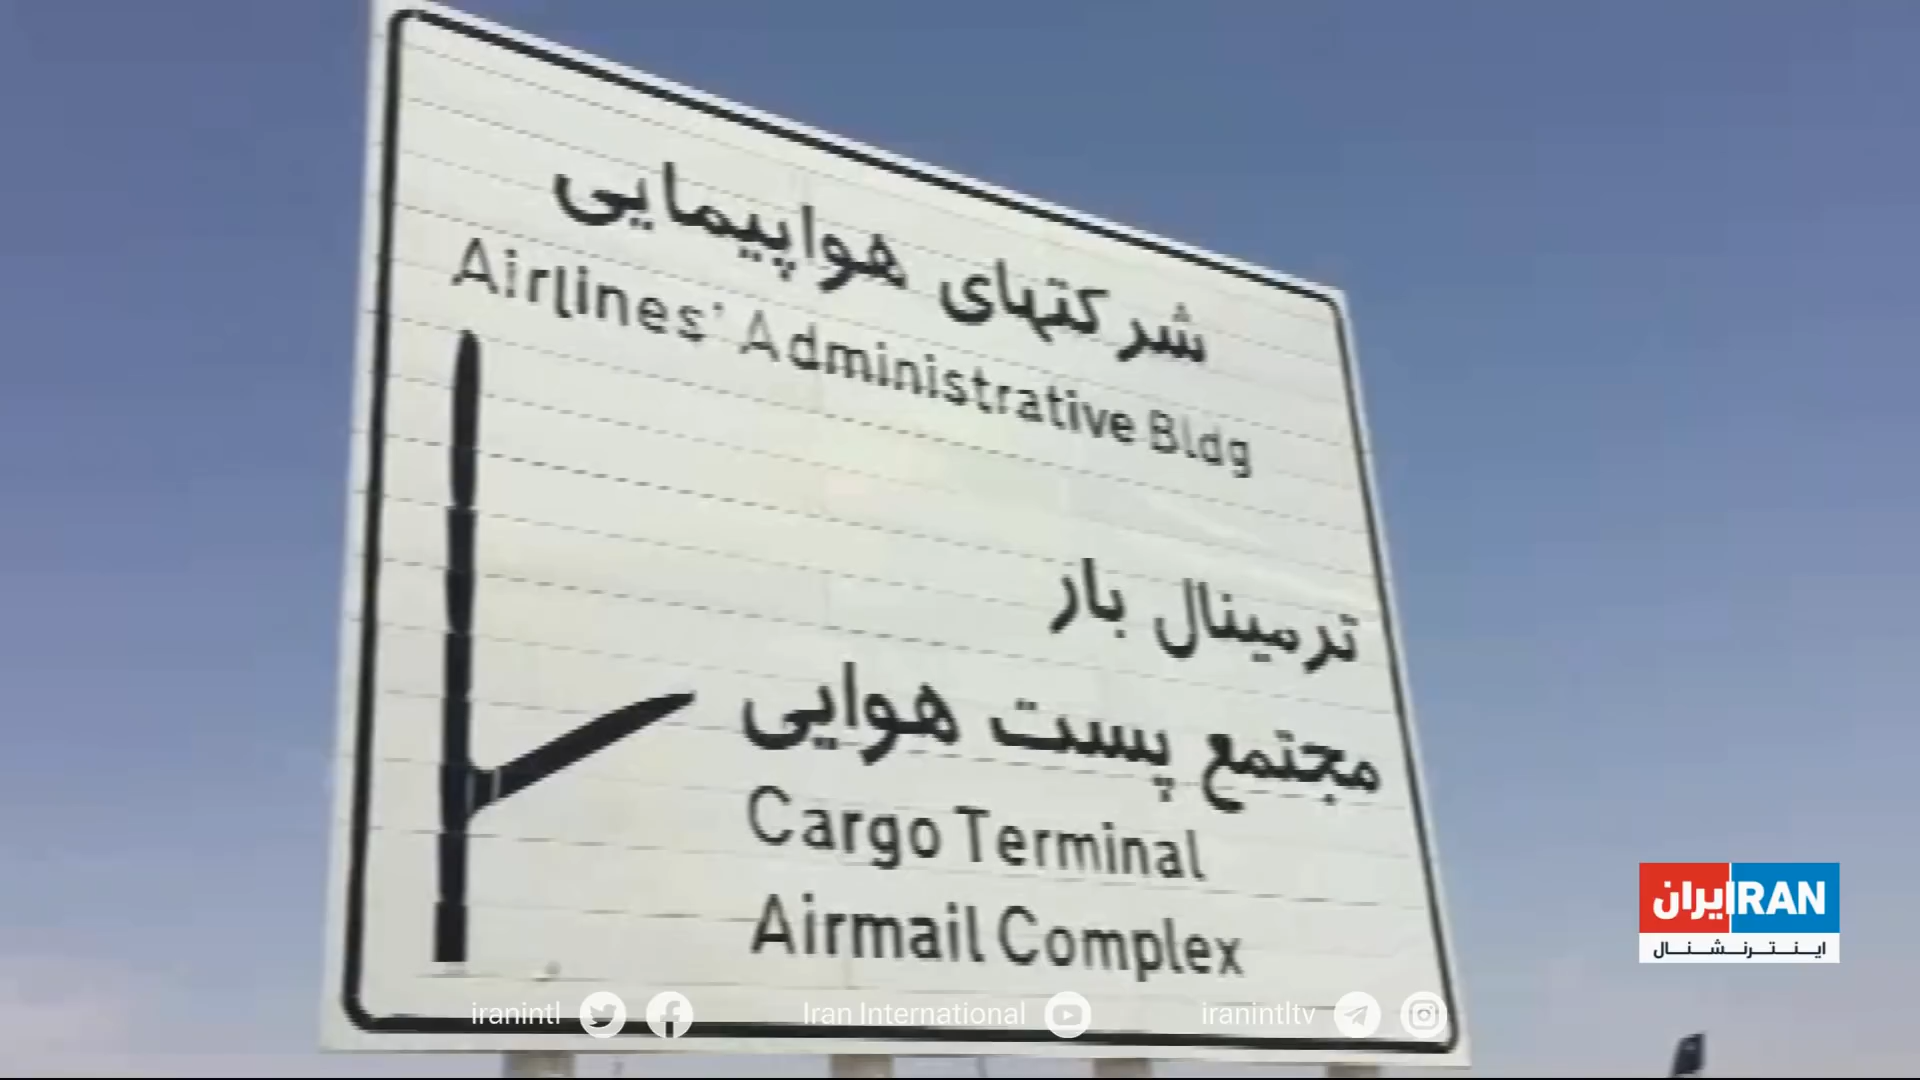 شرکتهای هواپیمایی
Airlines' Administrative Bldg
ترمینال بار
مجتمع پست هوایی
Cargo Terminal
Airmail Complex
ایران IRAN
اینترنشنال
iranintl
Iran International
iranintltv